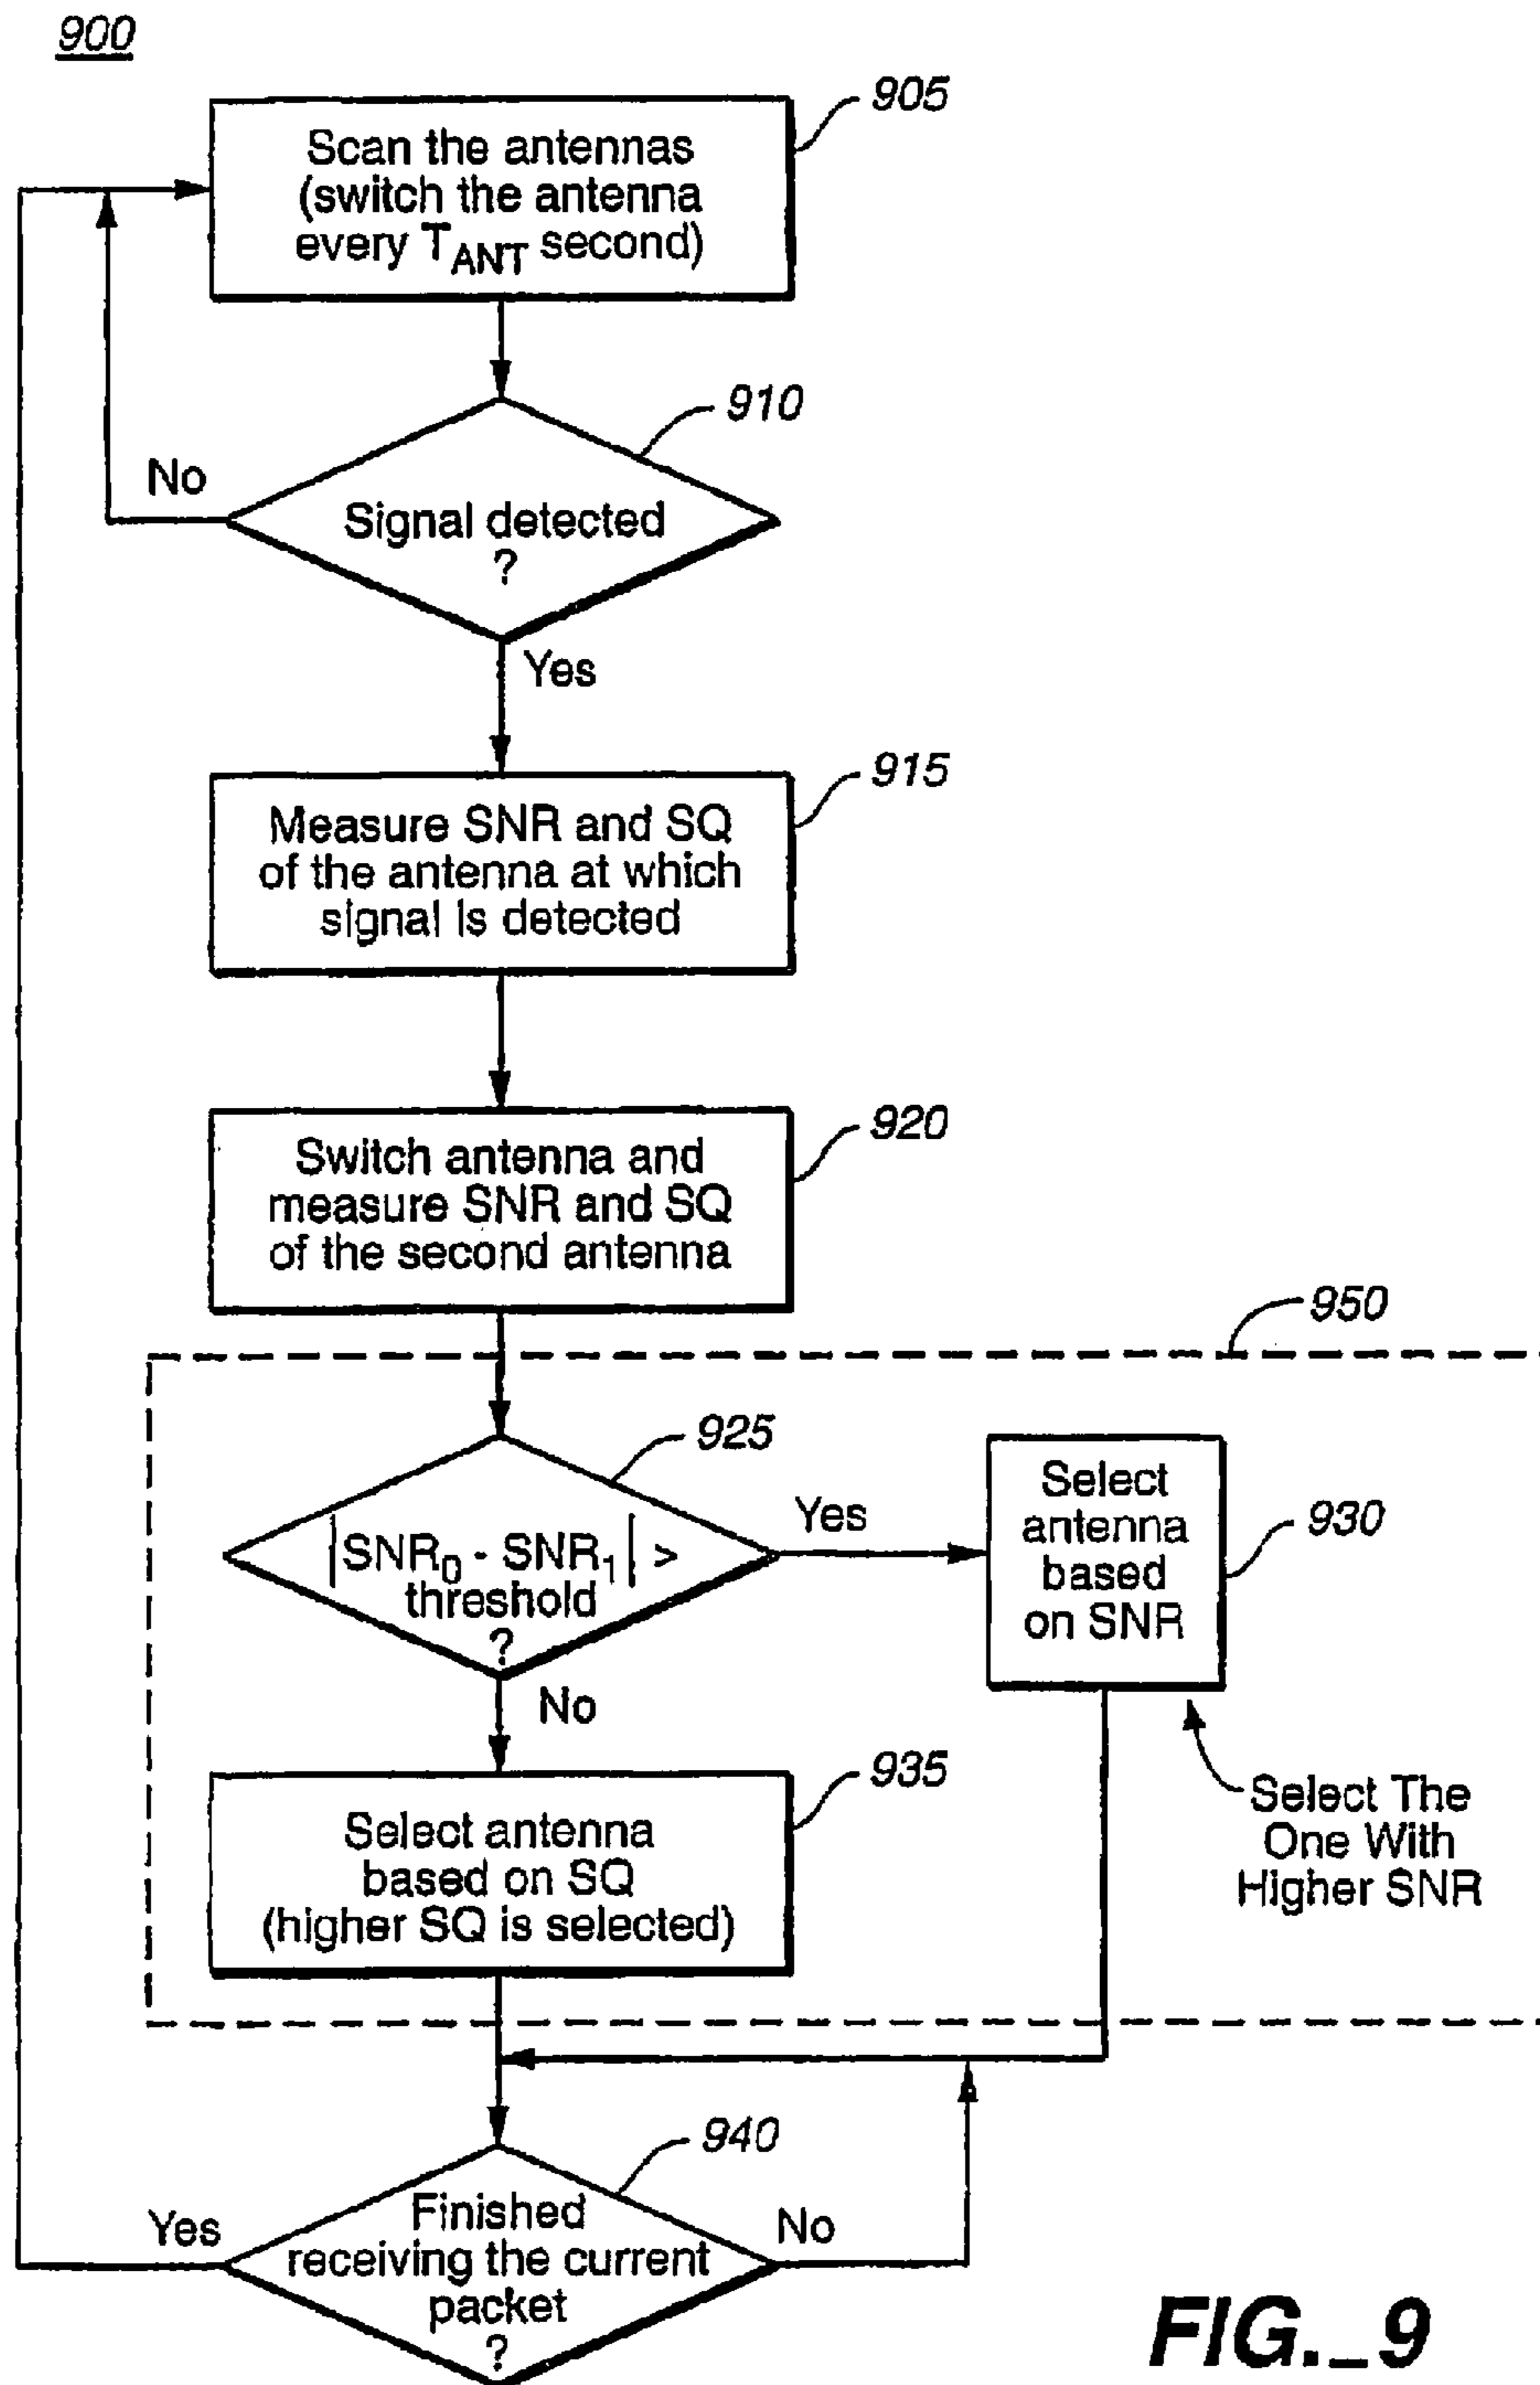 900
905
Scan the antennas
(switch the antenna
every T_ANT second)
910
No
Signal detected
?
Yes
915
Measure SNR and SQ
of the antenna at which
signal is detected
920
Switch antenna and
measure SNR and SQ
of the second antenna
950
925
|SNR₀ - SNR₁| >
threshold
?
Yes
Select
antenna
based
on SNR
930
No
935
Select antenna
based on SQ
(higher SQ is selected)
Select The
One With
Higher SNR
940
Yes
Finished
receiving the current
packet
?
No
FIG._9